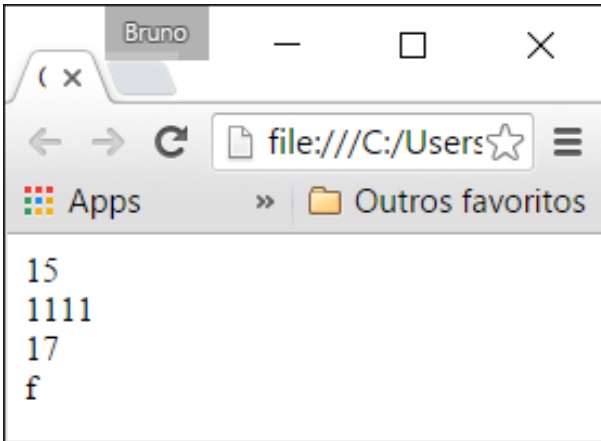 Bruno
file:///C:/Users
Apps » Outros favoritos
15
1111
17
f